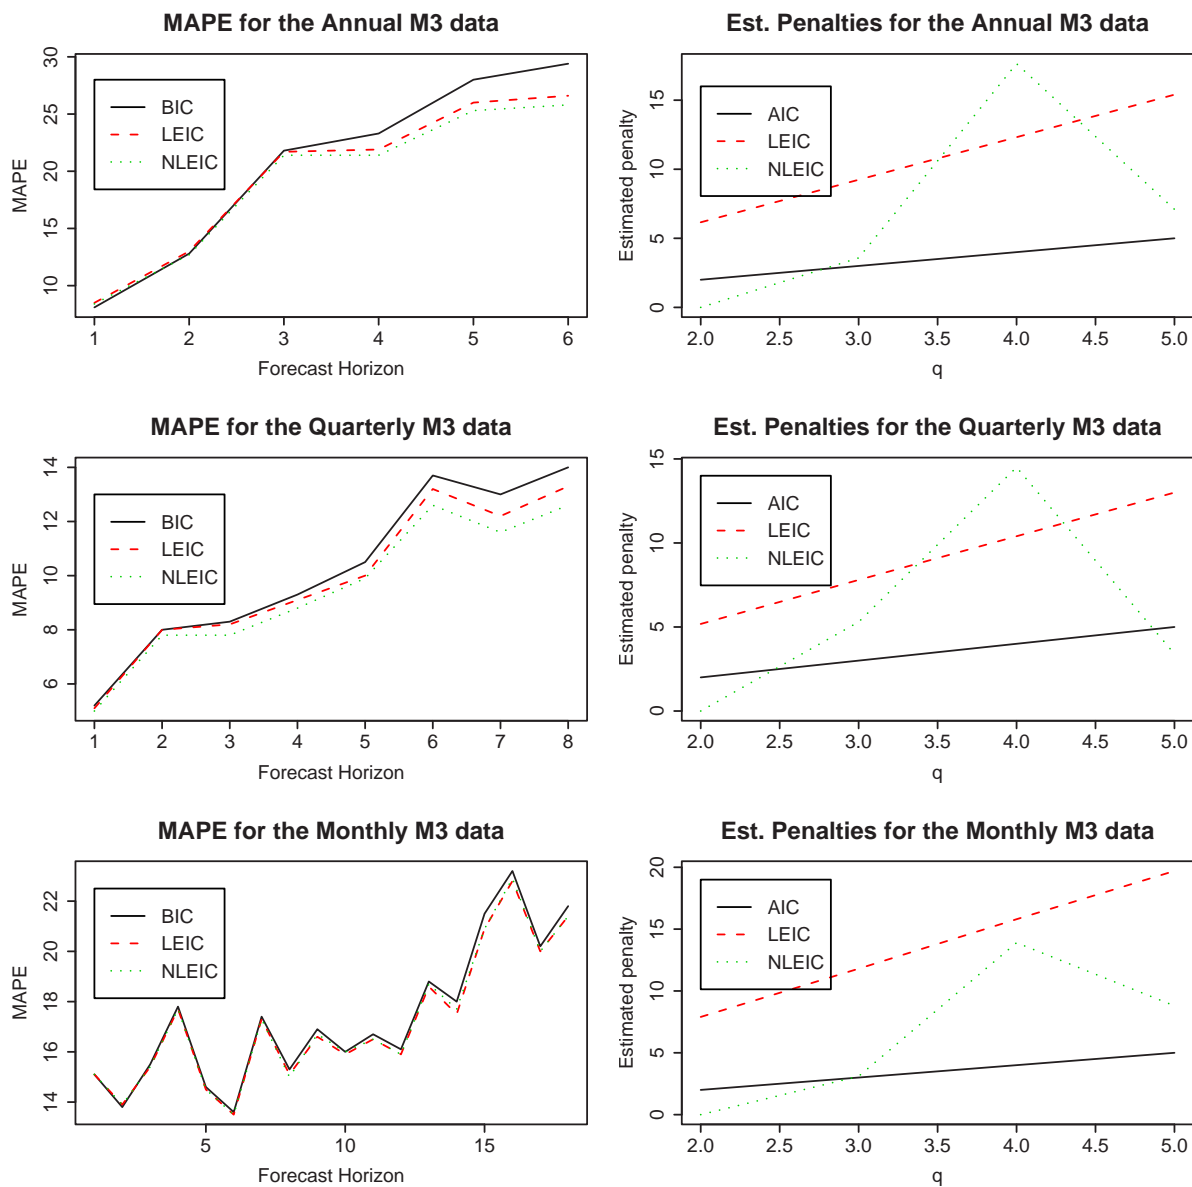 MAPE for the Annual M3 data
MAPE
30
25
20
15
10
BIC
LEIC
NLEIC
1 2 3 4 5 6
Forecast Horizon
Est. Penalties for the Annual M3 data
Estimated penalty
15
10
5
0
AIC
LEIC
NLEIC
2.0 2.5 3.0 3.5 4.0 4.5 5.0
q
MAPE for the Quarterly M3 data
MAPE
14
12
10
8
6
BIC
LEIC
NLEIC
1 2 3 4 5 6 7 8
Forecast Horizon
Est. Penalties for the Quarterly M3 data
Estimated penalty
15
10
5
0
AIC
LEIC
NLEIC
2.0 2.5 3.0 3.5 4.0 4.5 5.0
q
MAPE for the Monthly M3 data
MAPE
22
20
18
16
14
BIC
LEIC
NLEIC
5 10 15
Forecast Horizon
Est. Penalties for the Monthly M3 data
Estimated penalty
20
15
10
5
0
AIC
LEIC
NLEIC
2.0 2.5 3.0 3.5 4.0 4.5 5.0
q